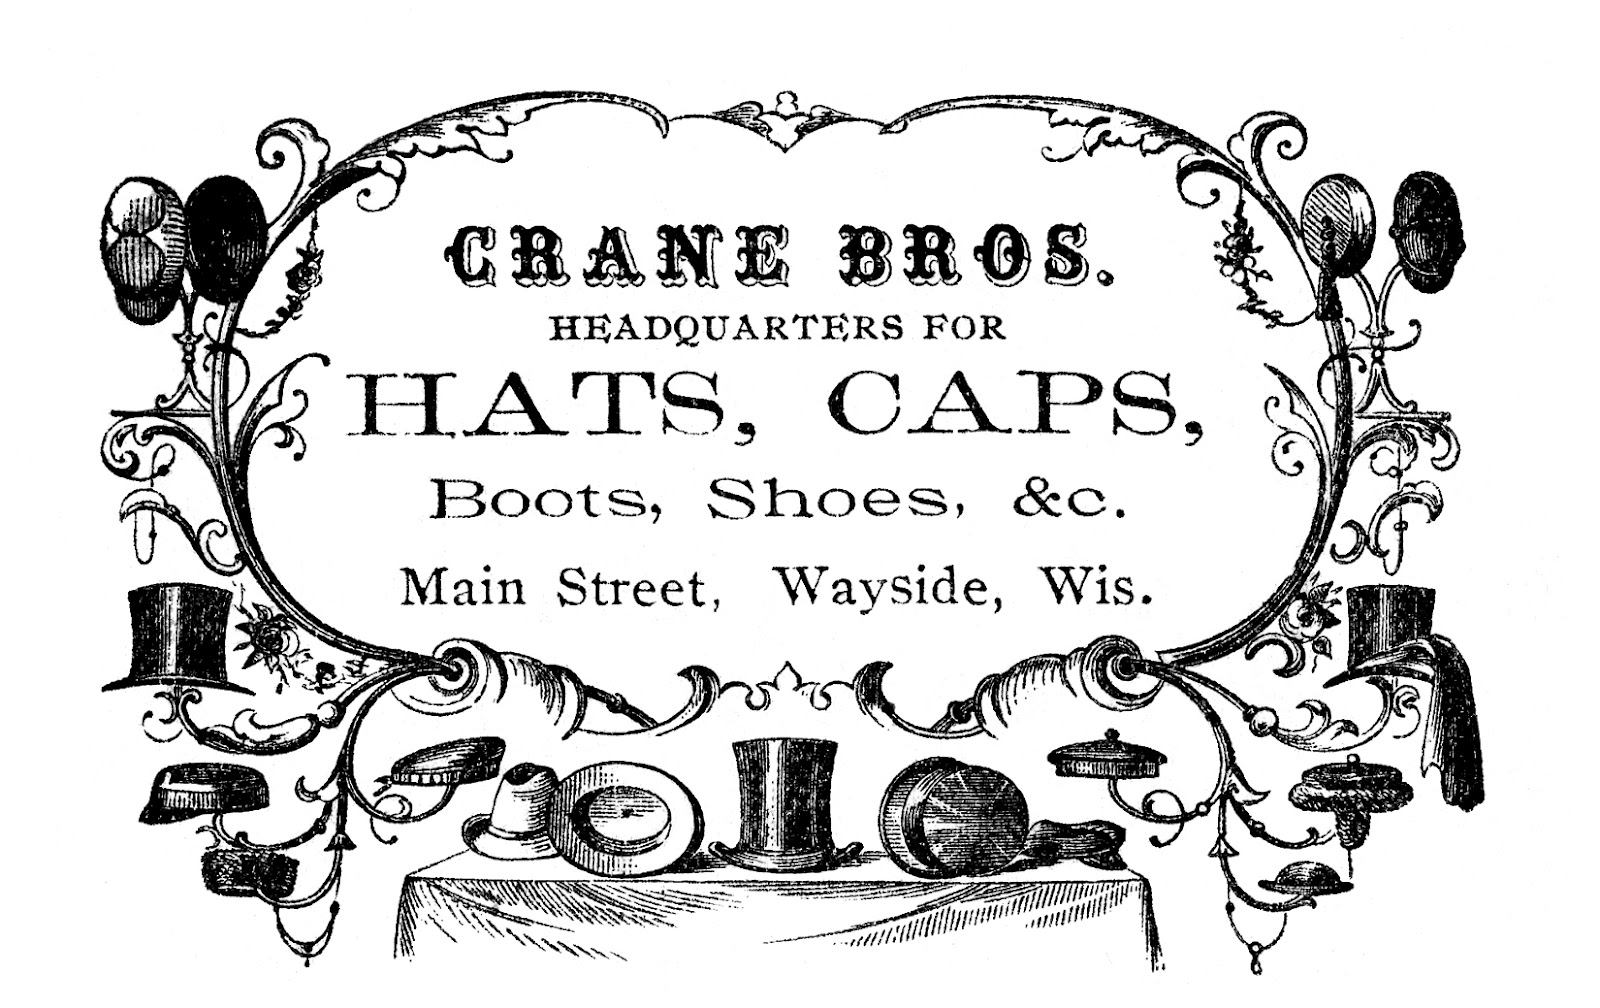 CRANE BROS.
HEADQUARTERS FOR
HATS, CAPS,
Boots, Shoes, &c.
Main Street, Wayside, Wis.